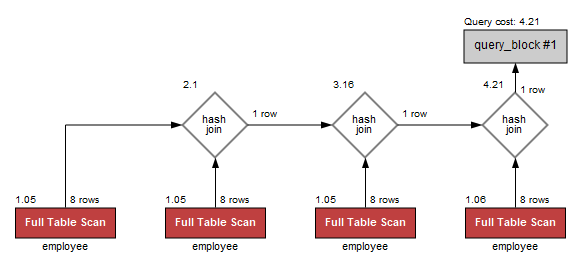 Query cost: 4.21
query_block #1
2.1
3.16
4.21
1 row
hash
join
1 row
hash
join
1 row
hash
join
1.05
8 rows
1.05
8 rows
1.05
8 rows
1.06
8 rows
Full Table Scan
Full Table Scan
Full Table Scan
Full Table Scan
employee
employee
employee
employee